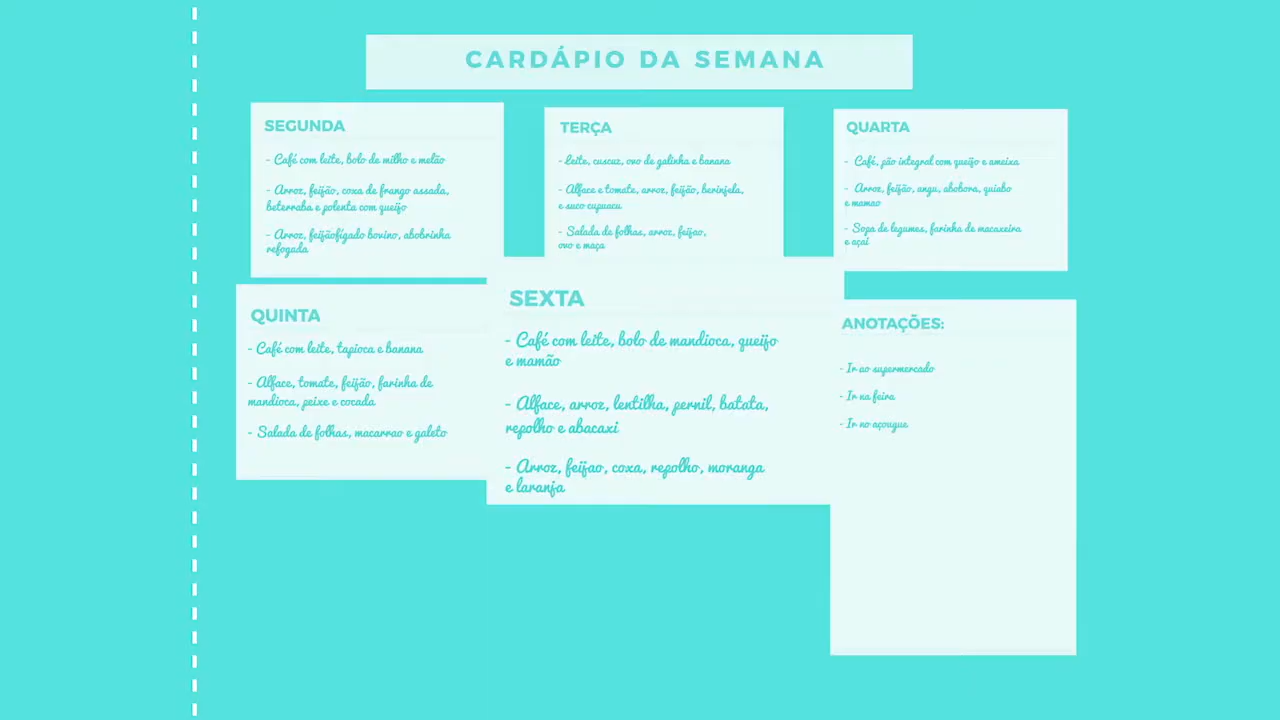 CARDÁPIO DA SEMANA
SEGUNDA
- Café com leite, bolo de milho e melão
- Arroz, feijão, coxa de frango assada,
beterraba e polenta com queijo
- Arroz, feijãofígado bovino, abobrinha
refogada
TERÇA
- Leite, cuscuz, ovo de galinha e banana
- Alface e tomate, arroz, feijão, berinjela,
e suco cupuacu
- Salada de folhas, arroz, feijao,
ovo e maça
QUARTA
- Café, pão integral com queijo e ameixa
- Arroz, feijão, angu, abobora, quiabo
e mamao
- Sopa de legumes, farinha de macaxeira
e açaí
QUINTA
- Café com leite, tapioca e banana
- Alface, tomate, feijão, farinha de
mandioca, peixe e cocada
- Salada de folhas, macarrao e galeto
SEXTA
- Café com leite, bolo de mandioca, queijo
e mamão
- Alface, arroz, lentilha, pernil, batata,
repolho e abacaxi
- Arroz, feijao, coxa, repolho, moranga
e laranja
ANOTAÇÕES:
- Ir ao supermercado
- Ir na feira
- Ir no açougue